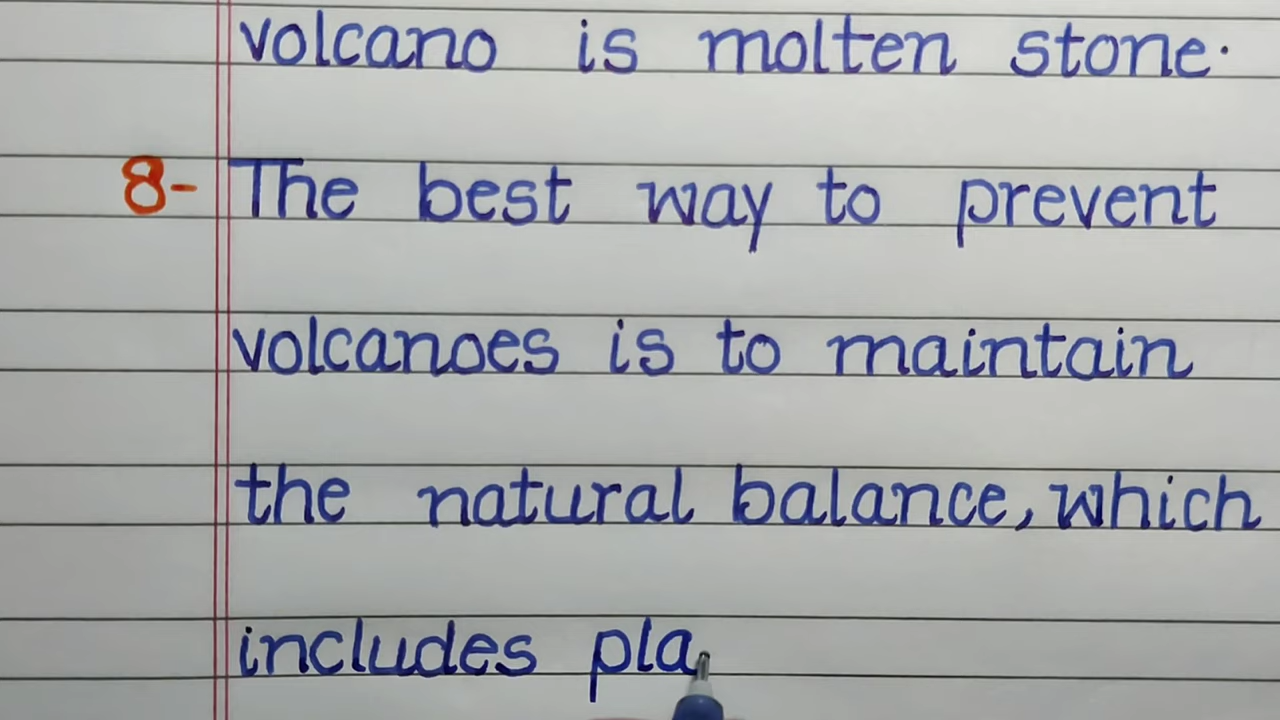 volcano is molten stone.
8- The best way to prevent
volcanoes is to maintain
the natural balance, which
includes pla